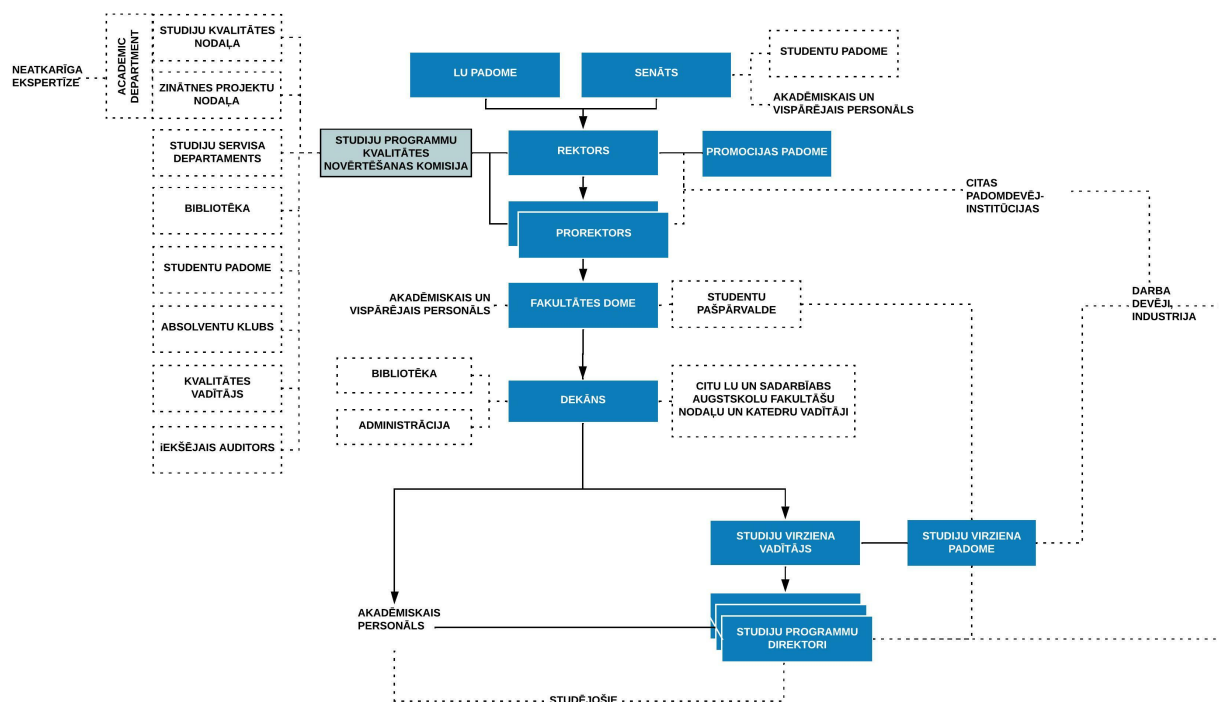 STUDIJU KVALITĀTES
NODAĻA
ACADEMIC
DEPARTMENT
NEATKARĪGA
EKSPERTĪZE
ZINĀTNES PROJEKTU
NODAĻA
STUDIJU SERVISA
DEPARTAMENTS
BIBLIOTĒKA
STUDENTU PADOME
ABSOLVENTU KLUBS
KVALITĀTES
VADĪTĀJS
iEKŠĒJAIS AUDITORS
STUDIJU PROGRAMMU
KVALITĀTES
NOVĒRTĒŠANAS KOMISIJA
LU PADOME
SENĀTS
STUDENTU PADOME
AKADĒMISKAIS UN
VISPĀRĒJAIS PERSONĀLS
REKTORS
PROMOCIJAS PADOME
CITAS
PADOMDEVĒJ-
INSTITŪCIJAS
PROREKTORS
AKADĒMISKAIS UN
VISPĀRĒJAIS PERSONĀLS
FAKULTĀTES DOME
STUDENTU
PAŠPĀRVALDE
DARBA
DEVĒJI,
INDUSTRIJA
BIBLIOTĒKA
ADMINISTRĀCIJA
DEKĀNS
CITU LU UN SADARBĪABS
AUGSTSKOLU FAKULTĀŠU
NODAĻU UN KATEDRU VADĪTĀJI
STUDIJU VIRZIENA
VADĪTĀJS
STUDIJU VIRZIENA
PADOME
AKADĒMISKAIS
PERSONĀLS
STUDIJU PROGRAMMU
DIREKTORI
STUDĒJOŠIE